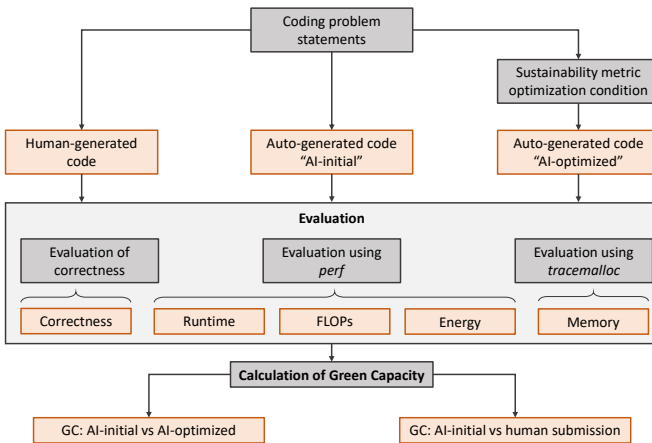 Coding problem
statements
Sustainability metric
optimization condition
Human-generated
code
Auto-generated code
“AI-initial”
Auto-generated code
“AI-optimized”
Evaluation
Evaluation of
correctness
Evaluation using
perf
Evaluation using
tracemalloc
Correctness
Runtime
FLOPs
Energy
Memory
Calculation of Green Capacity
GC: AI-initial vs AI-optimized
GC: AI-initial vs human submission